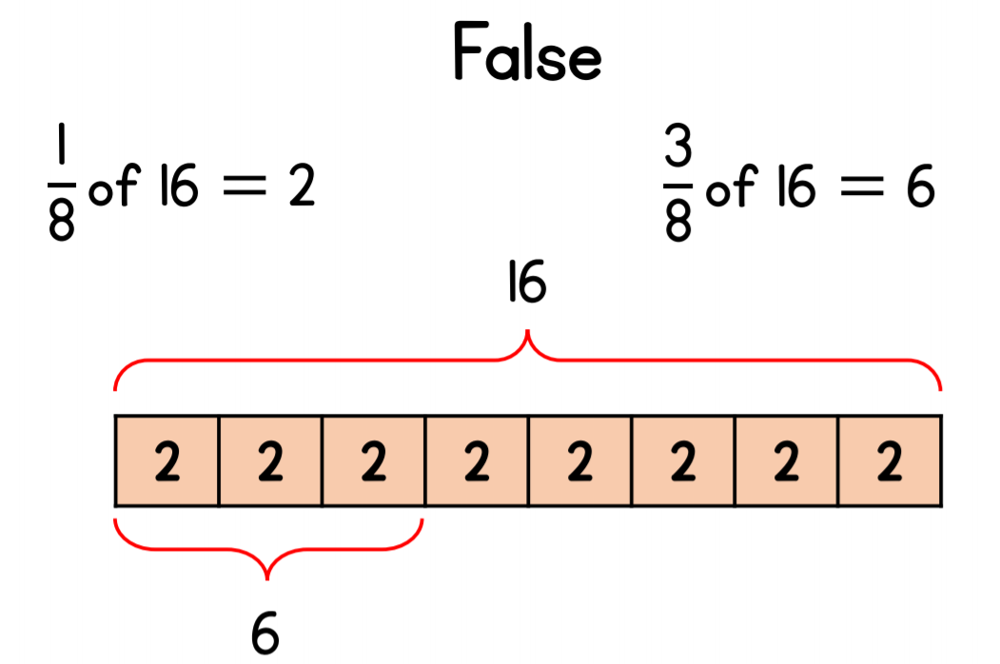 False
1/8 of 16 = 2
3/8 of 16 = 6
16
2 2 2 2 2 2 2 2
6